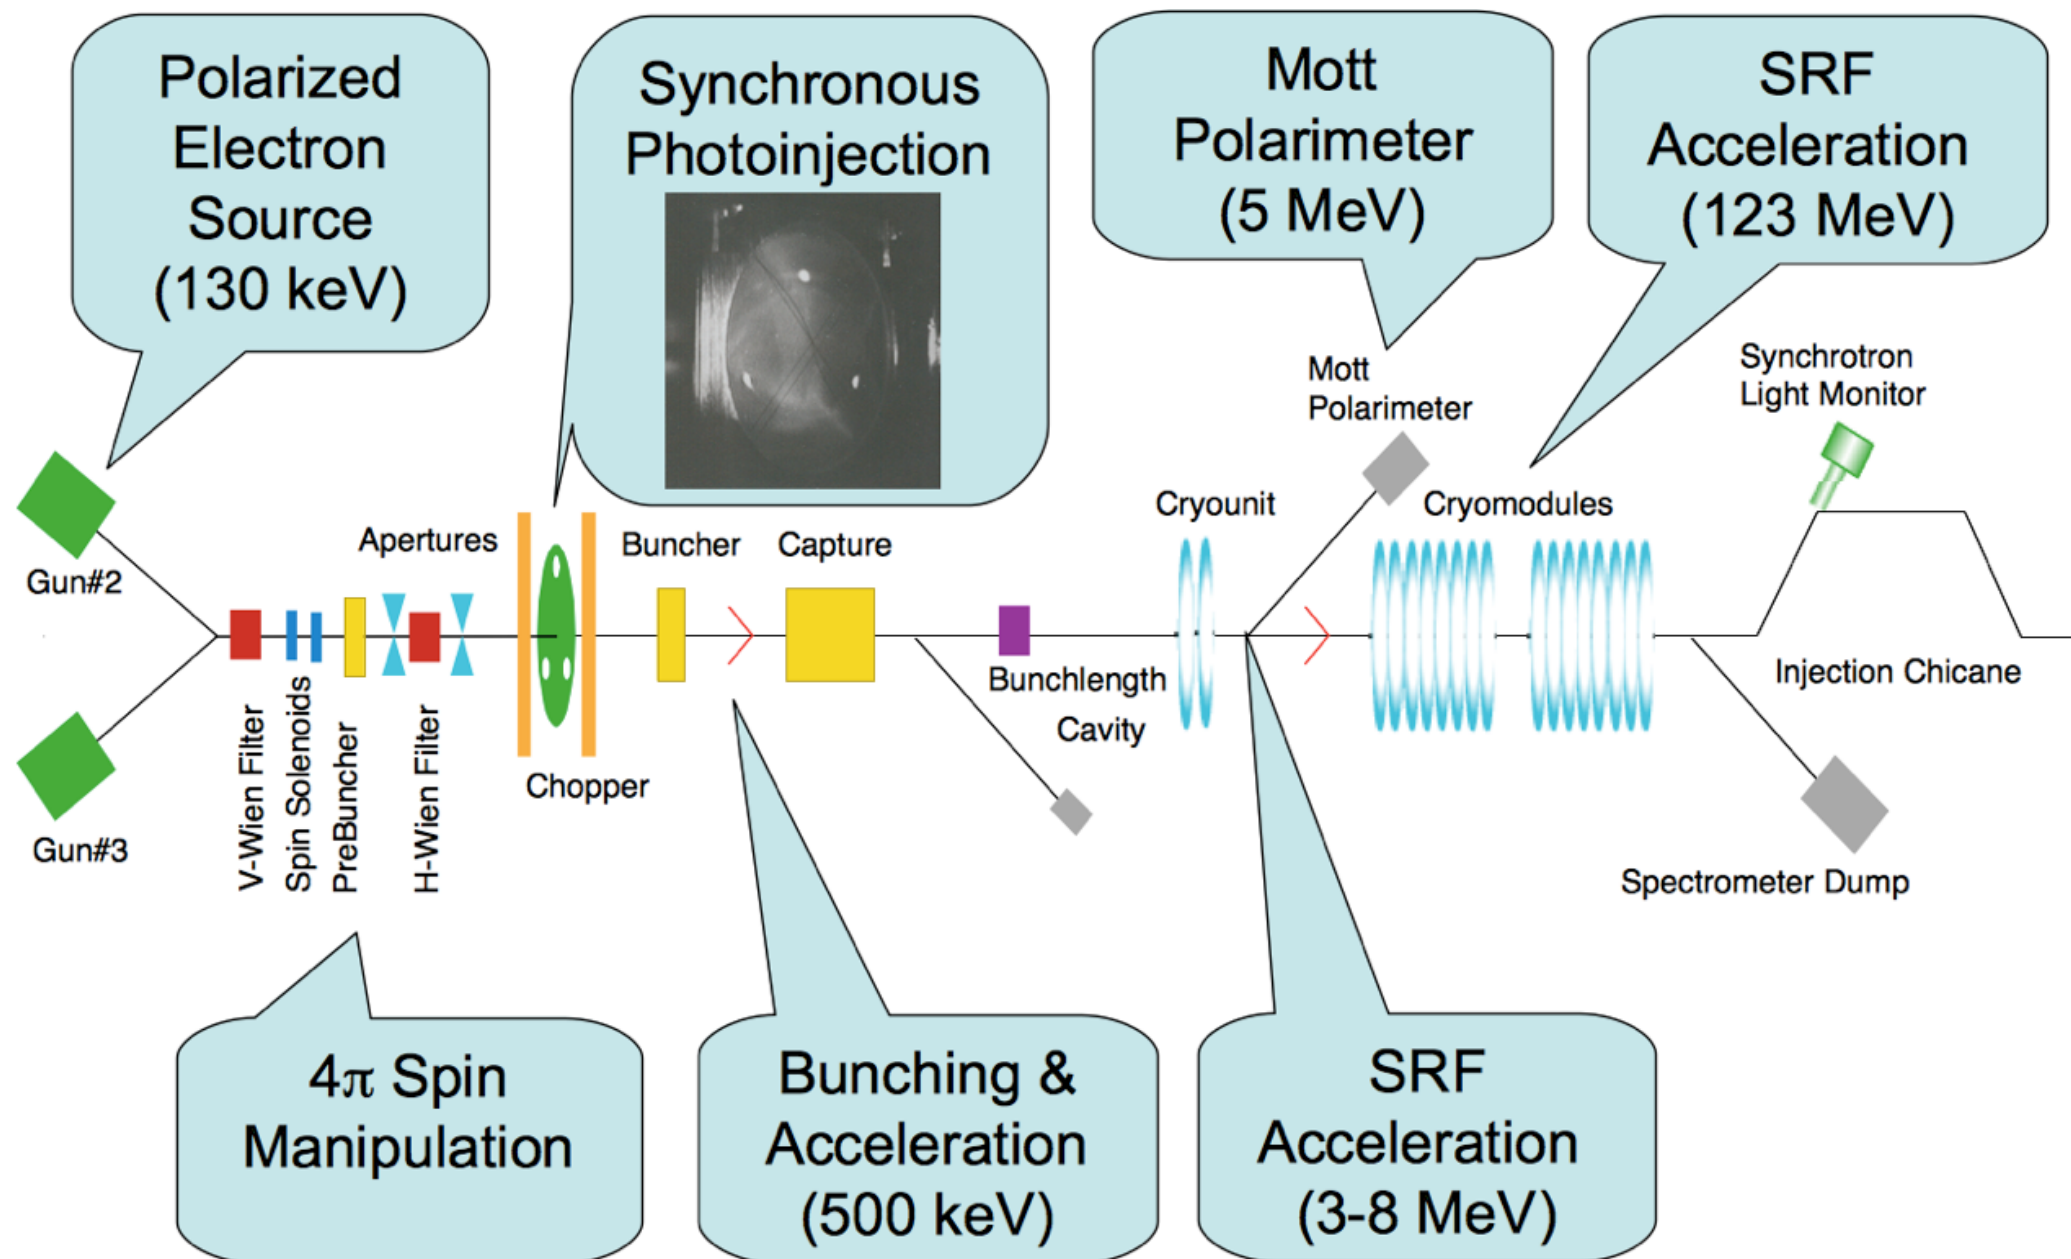 Polarized
Electron
Source
(130 keV)
Synchronous
Photoinjection
Mott
Polarimeter
(5 MeV)
SRF
Acceleration
(123 MeV)
Gun#2
Gun#3
V-Wien Filter
Spin Solenoids
PreBuncher
Apertures
H-Wien Filter
Chopper
Buncher
Capture
Bunchlength
Cavity
Cryounit
Mott
Polarimeter
Cryomodules
Synchrotron
Light Monitor
Injection Chicane
Spectrometer Dump
4π Spin
Manipulation
Bunching &
Acceleration
(500 keV)
SRF
Acceleration
(3-8 MeV)